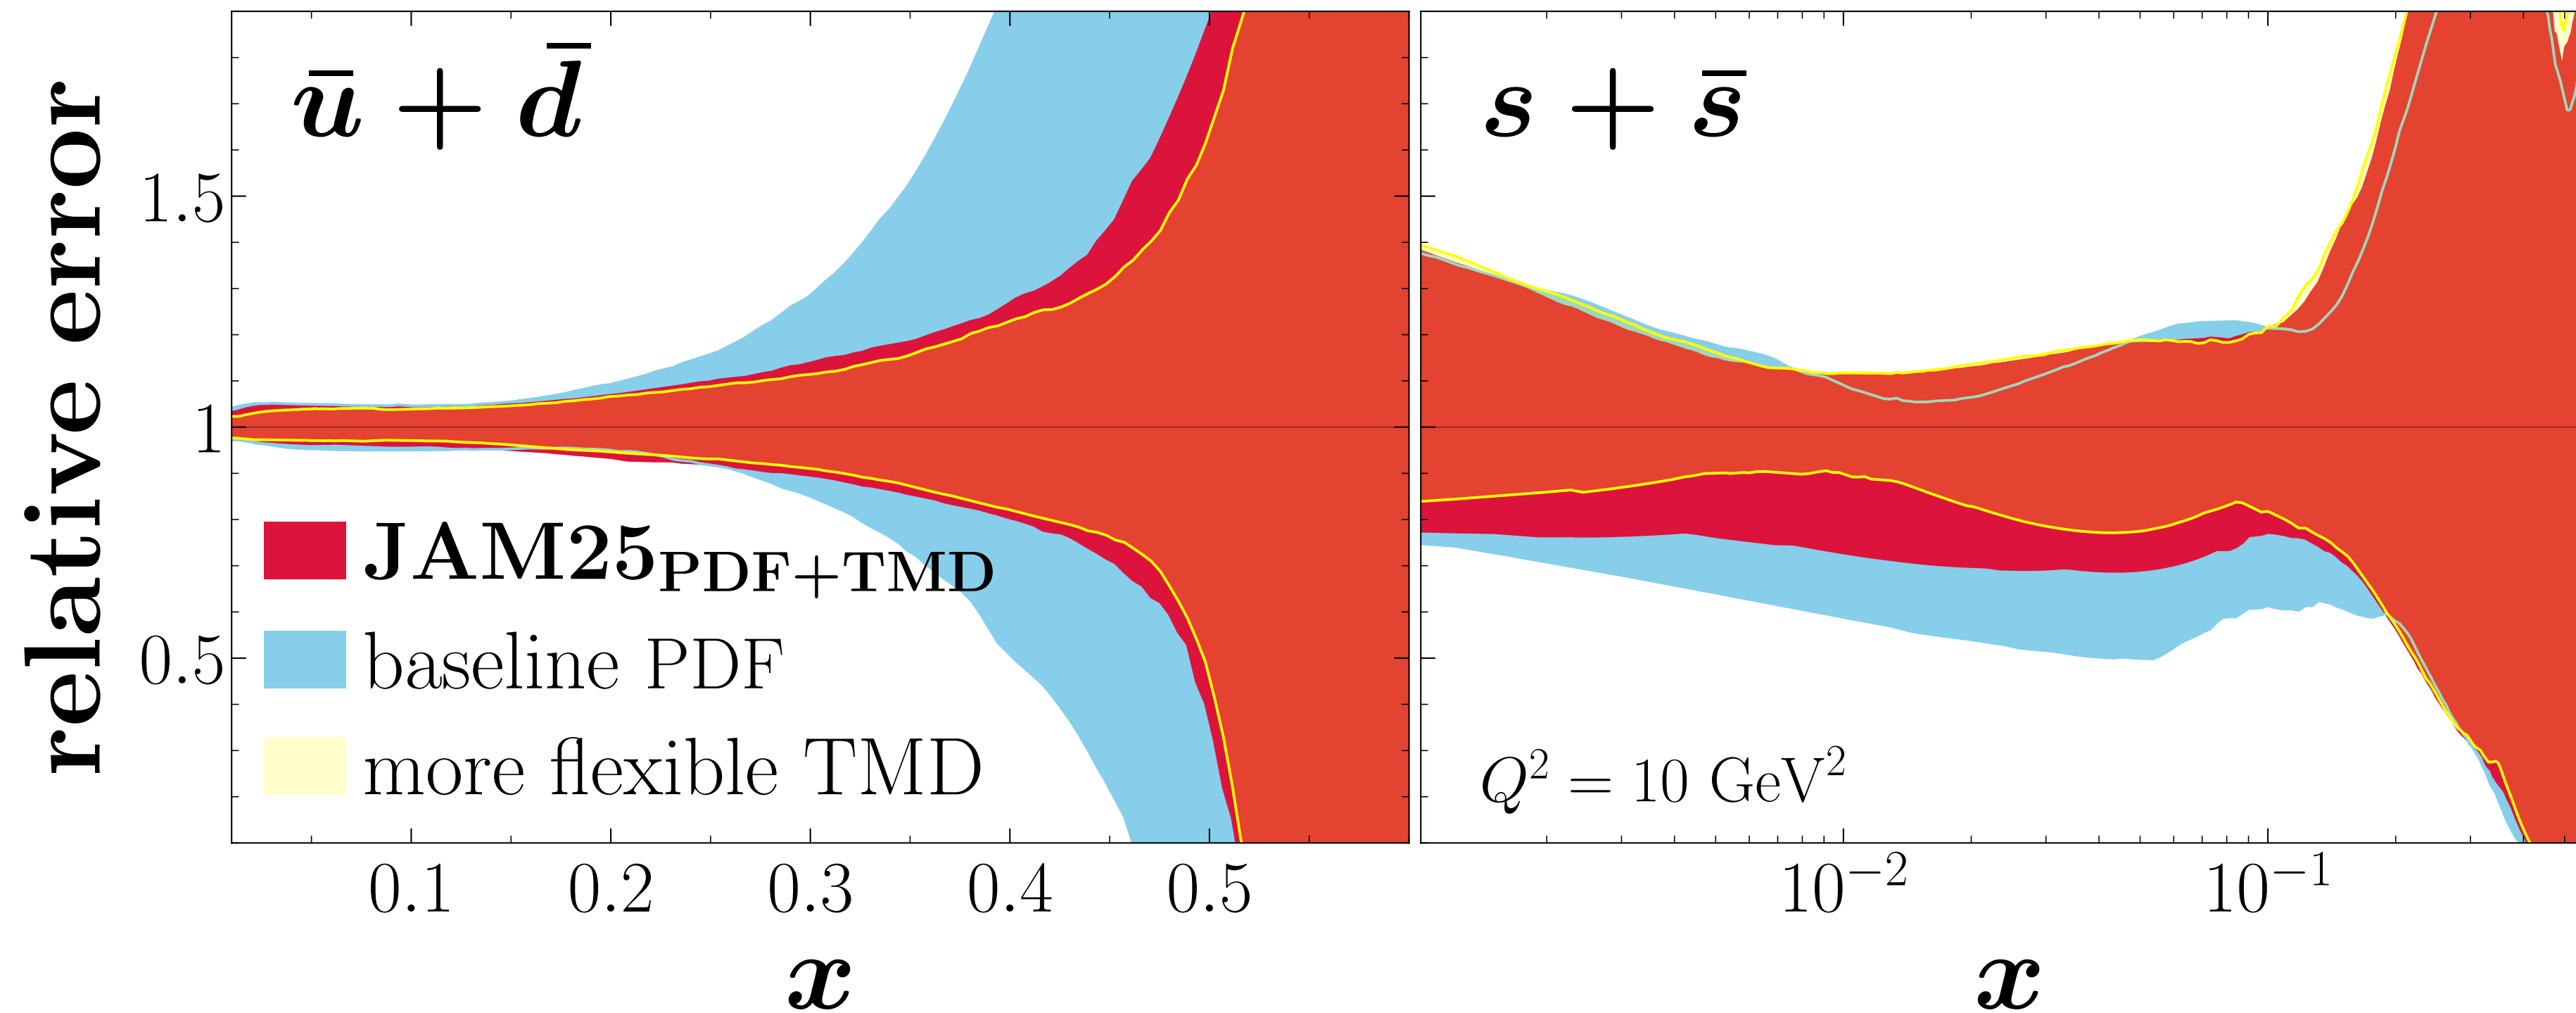 relative error
u̅ + d̅
1.5
1
0.5
JAM25_PDF+TMD
baseline PDF
more flexible TMD
0.1 0.2 0.3 0.4 0.5
x
s + s̅
Q² = 10 GeV²
10⁻² 10⁻¹
x